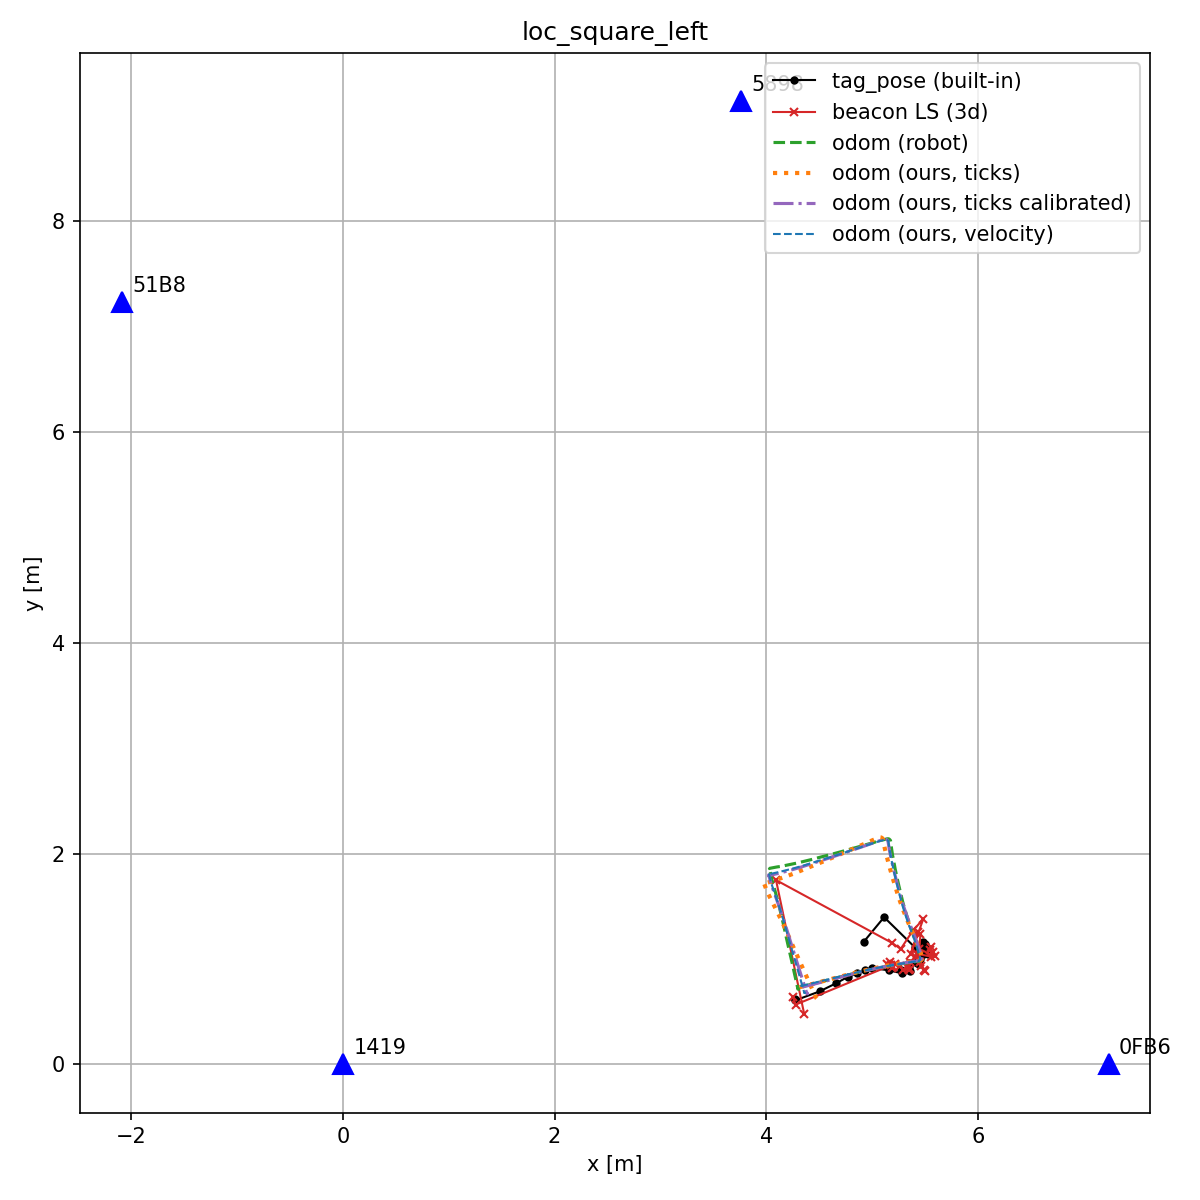 loc_square_left
tag_pose (built-in)
beacon LS (3d)
odom (robot)
odom (ours, ticks)
odom (ours, ticks calibrated)
odom (ours, velocity)
51B8
1419
0FB6
8
6
4
2
0
−2
0
2
4
6
x [m]
y [m]